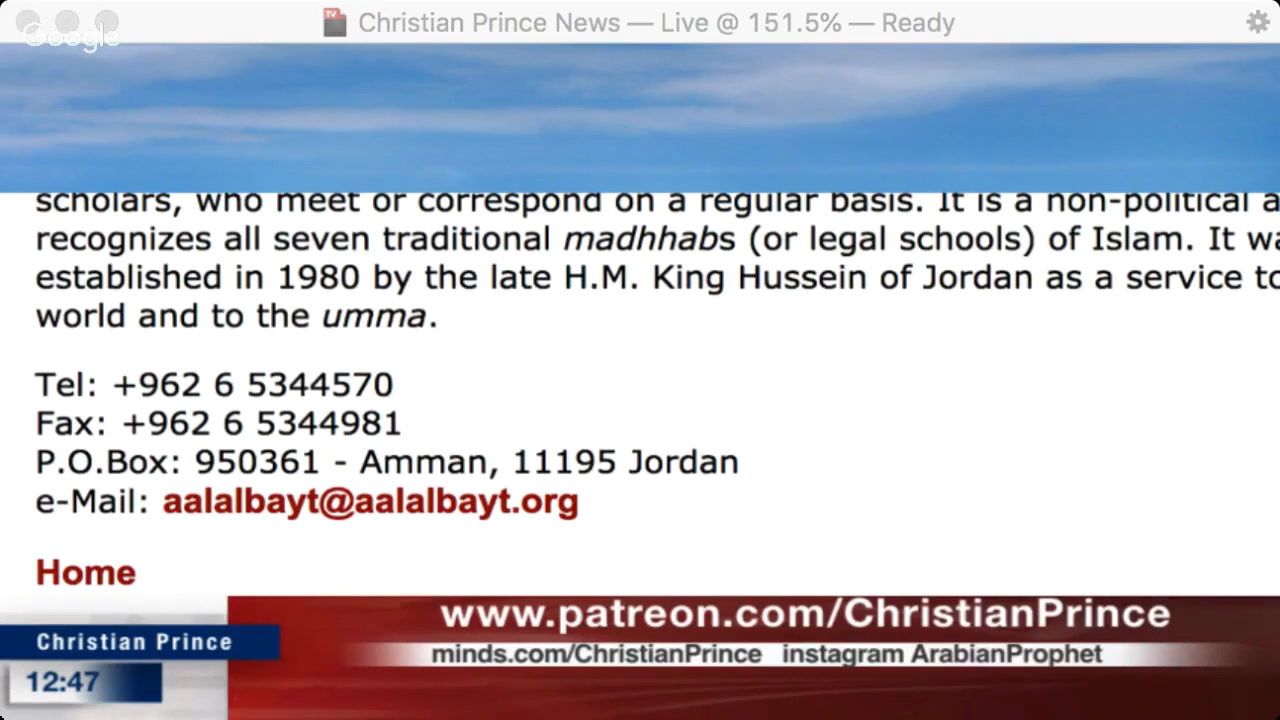 TV Christian Prince News — Live @ 151.5% — Ready
Google
scholars, who meet or correspond on a regular basis. It is a non-political
recognizes all seven traditional madhhabs (or legal schools) of Islam. It
established in 1980 by the late H.M. King Hussein of Jordan as a service
world and to the umma.
Tel: +962 6 5344570
Fax: +962 6 5344981
P.O.Box: 950361 - Amman, 11195 Jordan
e-Mail: aalalbayt@aalalbayt.org
Home
www.patreon.com/ChristianPrince
Christian Prince
minds.com/ChristianPrince instagram ArabianProphet
12:47